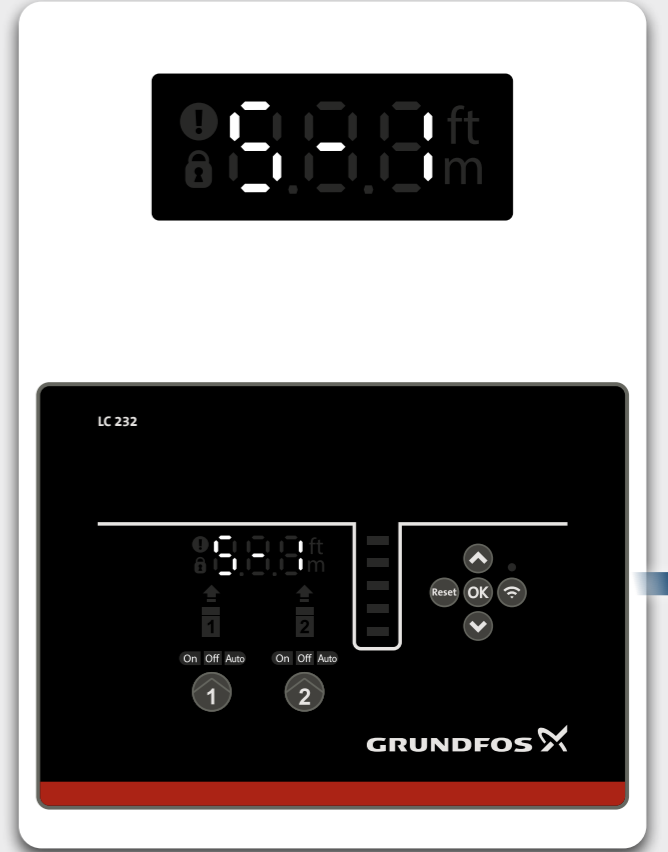 S - 1
ft
m
LC 232
S - 1 ft
m
Reset OK
1 2
On Off Auto On Off Auto
1 2
GRUNDFOS